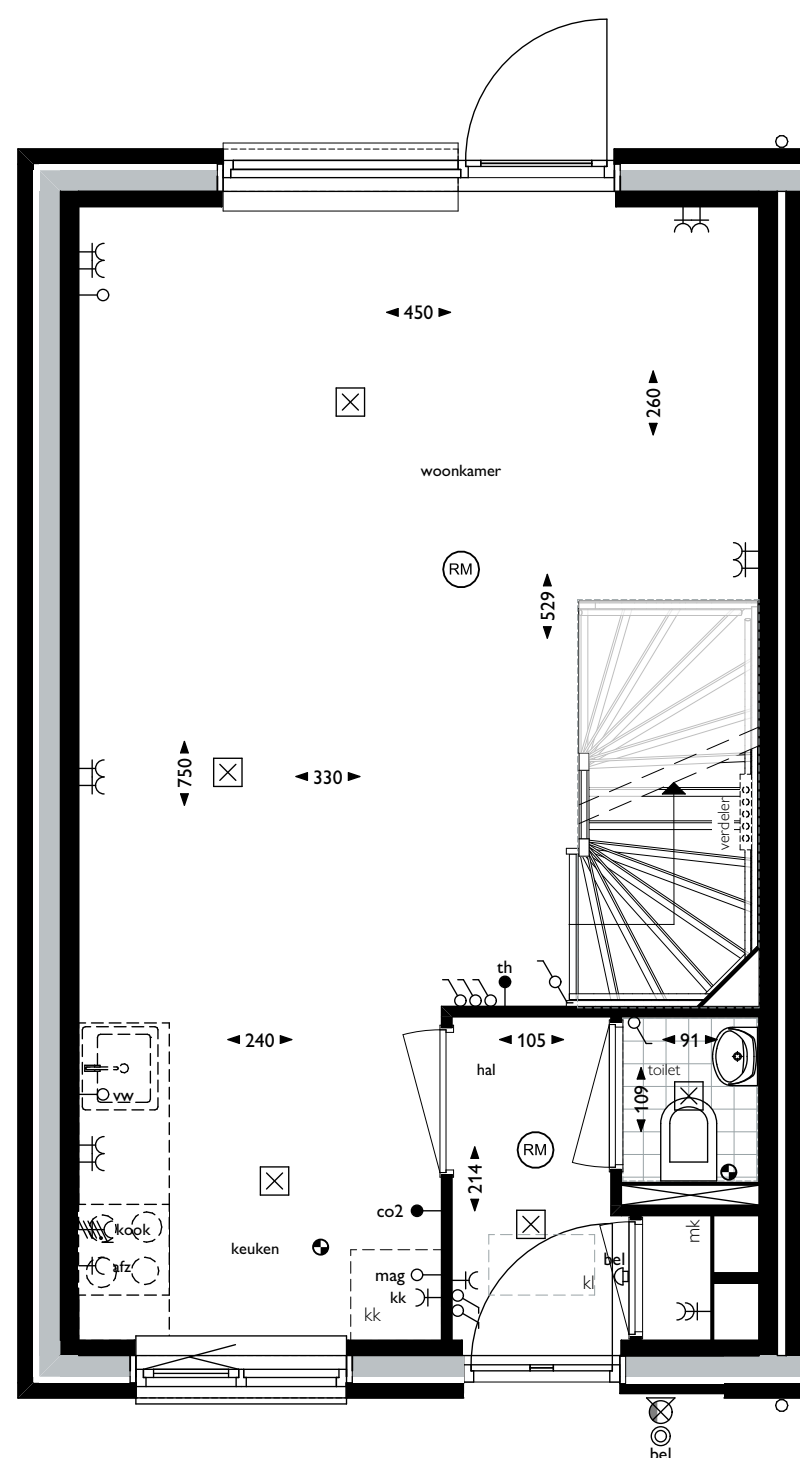 450
260
woonkamer
RM
529
750
330
verdeler
th
240
105
91
hal
toilet
vw
109
RM
214
co2
kook
keuken
mk
bel
afz
mag
kl
kk
kk
bel